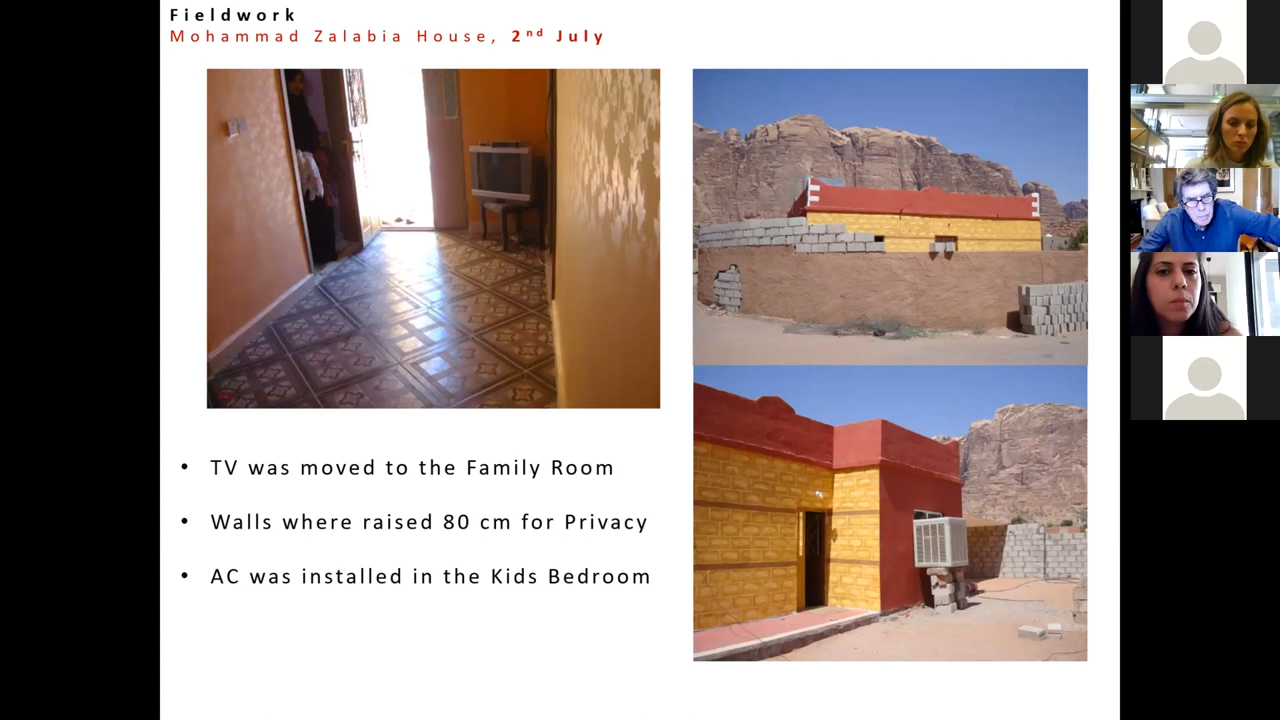 Fieldwork
Mohammad Zalabia House, 2nd July
• TV was moved to the Family Room
• Walls where raised 80 cm for Privacy
• AC was installed in the Kids Bedroom